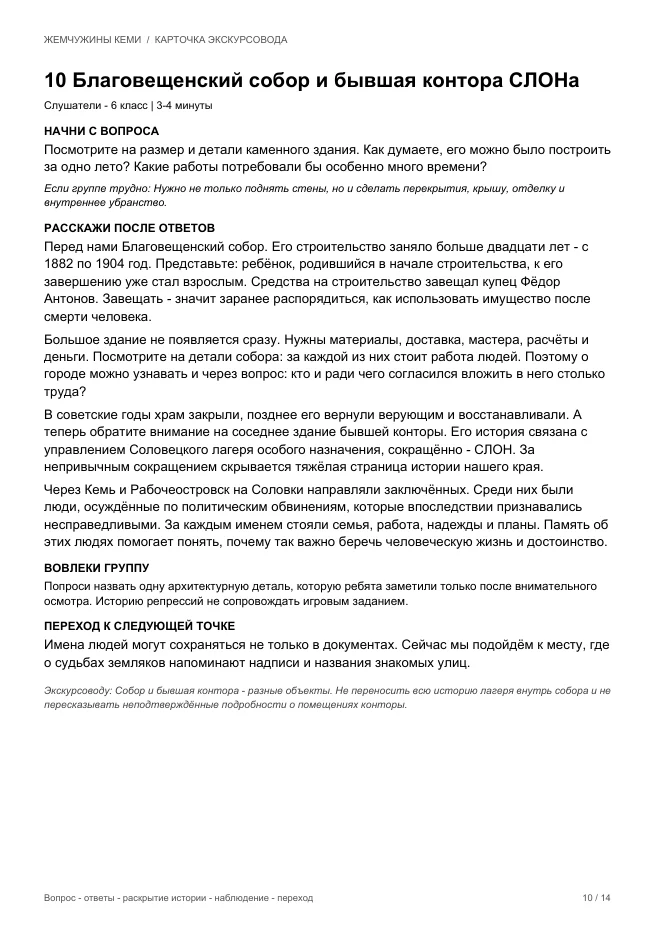 ЖЕМЧУЖИНЫ КЕМИ / КАРТОЧКА ЭКСКУРСОВОДА
10 Благовещенский собор и бывшая контора СЛОНа
Слушатели - 6 класс | 3-4 минуты
НАЧНИ С ВОПРОСА
Посмотрите на размер и детали каменного здания. Как думаете, его можно было построить
за одно лето? Какие работы потребовали бы особенно много времени?
Если группе трудно: Нужно не только поднять стены, но и сделать перекрытия, крышу, отделку и
внутреннее убранство.
РАССКАЖИ ПОСЛЕ ОТВЕТОВ
Перед нами Благовещенский собор. Его строительство заняло больше двадцати лет - с
1882 по 1904 год. Представьте: ребёнок, родившийся в начале строительства, к его
завершению уже стал взрослым. Средства на строительство завещал купец Фёдор
Антонов. Завещать - значит заранее распорядиться, как использовать имущество после
смерти человека.
Большое здание не появляется сразу. Нужны материалы, доставка, мастера, расчёты и
деньги. Посмотрите на детали собора: за каждой из них стоит работа людей. Поэтому о
городе можно узнавать и через вопрос: кто и ради чего согласился вложить в него столько
труда?
В советские годы храм закрыли, позднее его вернули верующим и восстанавливали. А
теперь обратите внимание на соседнее здание бывшей конторы. Его история связана с
управлением Соловецкого лагеря особого назначения, сокращённо - СЛОН. За
непривычным сокращением скрывается тяжёлая страница истории нашего края.
Через Кемь и Рабочеостровск на Соловки направляли заключённых. Среди них были
люди, осуждённые по политическим обвинениям, которые впоследствии признавались
несправедливыми. За каждым именем стояли семья, работа, надежды и планы. Память об
этих людях помогает понять, почему так важно беречь человеческую жизнь и достоинство.
ВОВЛЕКИ ГРУППУ
Попроси назвать одну архитектурную деталь, которую ребята заметили только после внимательного
осмотра. Историю репрессий не сопровождать игровым заданием.
ПЕРЕХОД К СЛЕДУЮЩЕЙ ТОЧКЕ
Имена людей могут сохраняться не только в документах. Сейчас мы подойдём к месту, где
о судьбах земляков напоминают надписи и названия знакомых улиц.
Экскурсоводу: Собор и бывшая контора - разные объекты. Не переносить всю историю лагеря внутрь собора и не
пересказывать неподтверждённые подробности о помещениях конторы.
Вопрос - ответы - раскрытие истории - наблюдение - переход
10 / 14